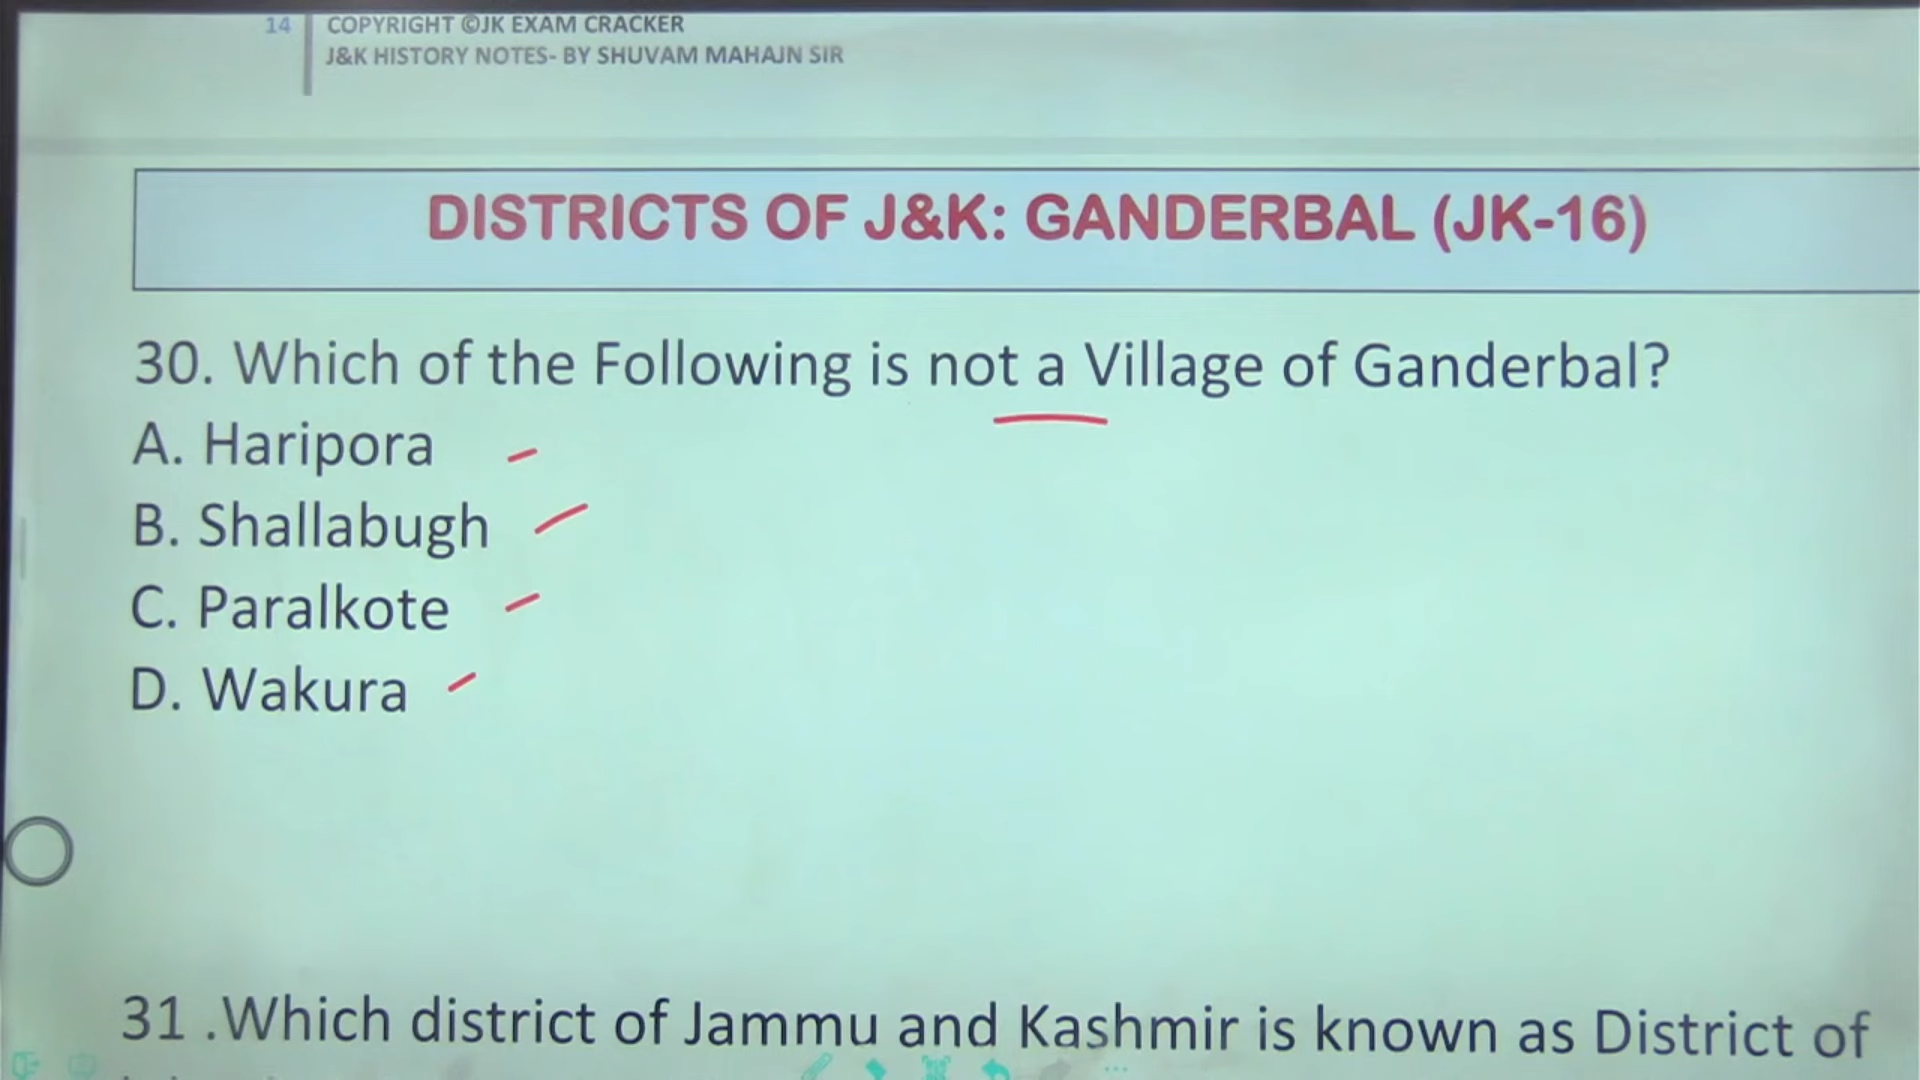 14
COPYRIGHT ©JK EXAM CRACKER
J&K HISTORY NOTES- BY SHUVAM MAHAJN SIR
DISTRICTS OF J&K: GANDERBAL (JK-16)
30. Which of the Following is not a Village of Ganderbal?
A. Haripora
B. Shallabugh
C. Paralkote
D. Wakura
31 .Which district of Jammu and Kashmir is known as District of